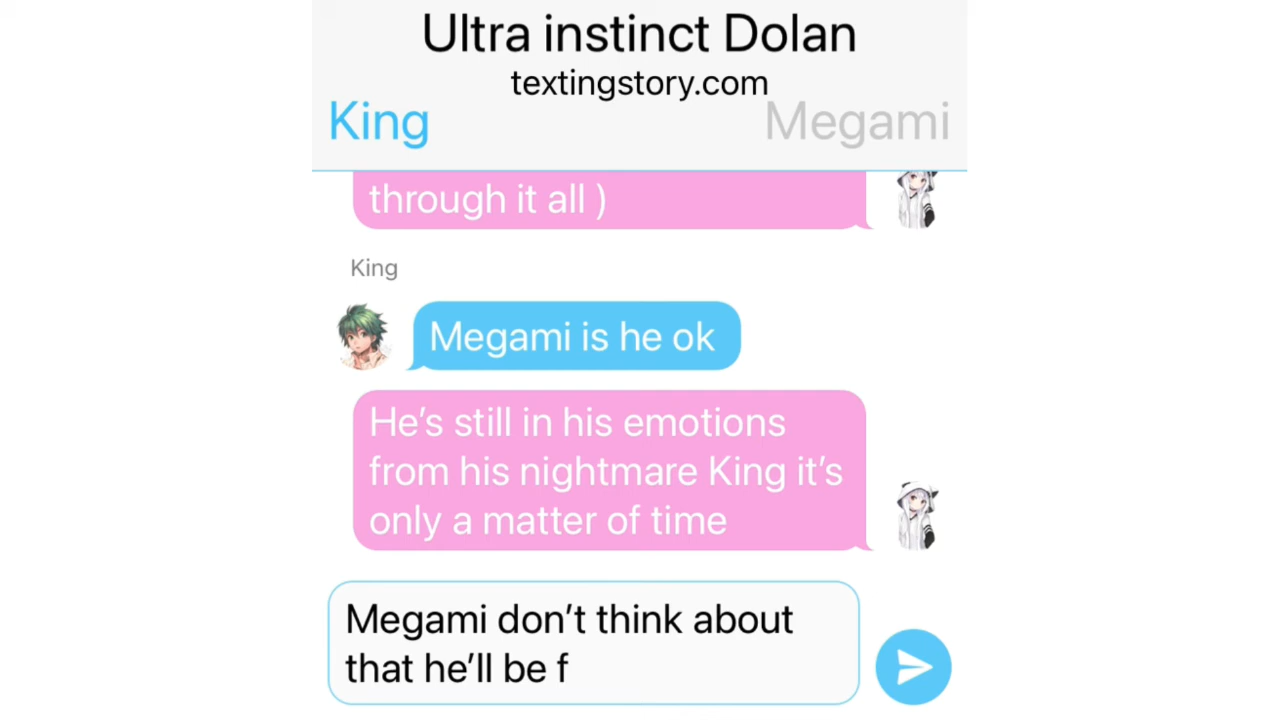 Ultra instinct Dolan
textingstory.com
King
Megami
through it all )
King
Megami is he ok
He’s still in his emotions
from his nightmare King it’s
only a matter of time
Megami don’t think about
that he’ll be f